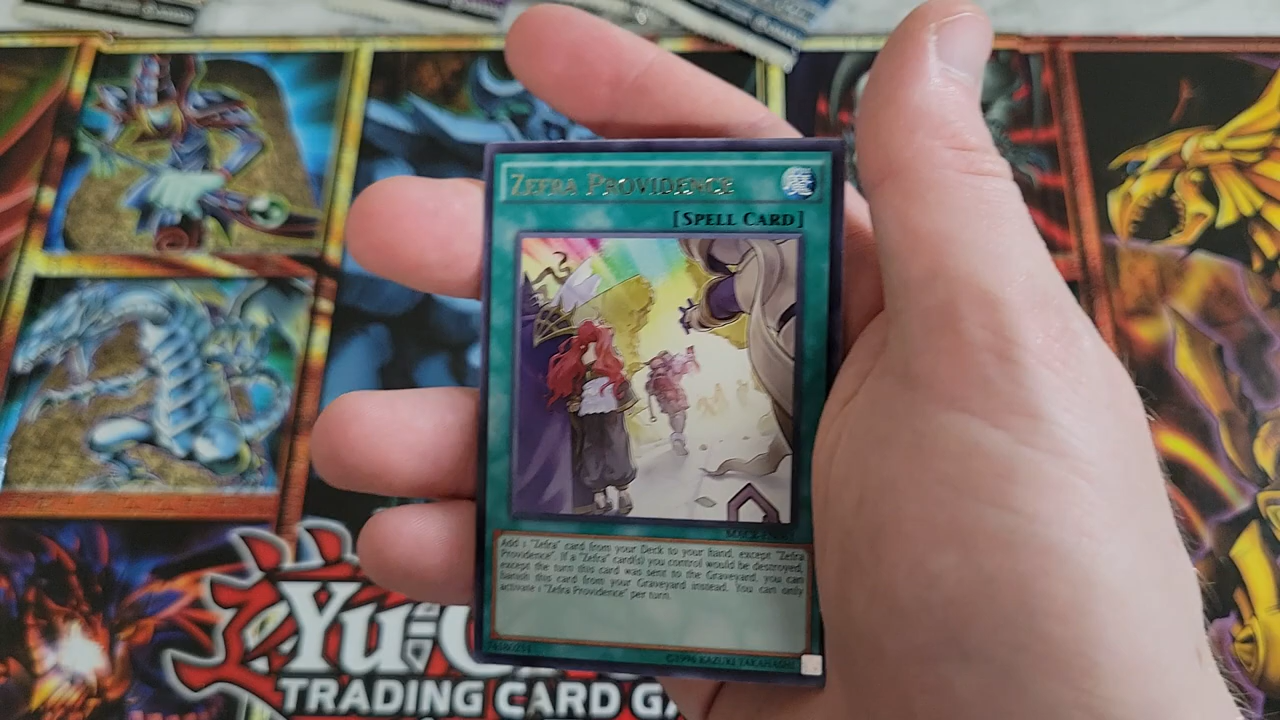 ZEFRA PROVIDENCE
[SPELL CARD]
Add 1 "Zefra" card from your Deck to your hand, except "Zefra
Providence". If a "Zefra" card(s) you control would be destroyed,
except the turn this card was sent to the Graveyard, you can
banish this card from your Graveyard instead. You can only
activate 1 "Zefra Providence" per turn.
©1996 KAZUKI TAKAHASHI
Yu-G
TRADING CARD GA